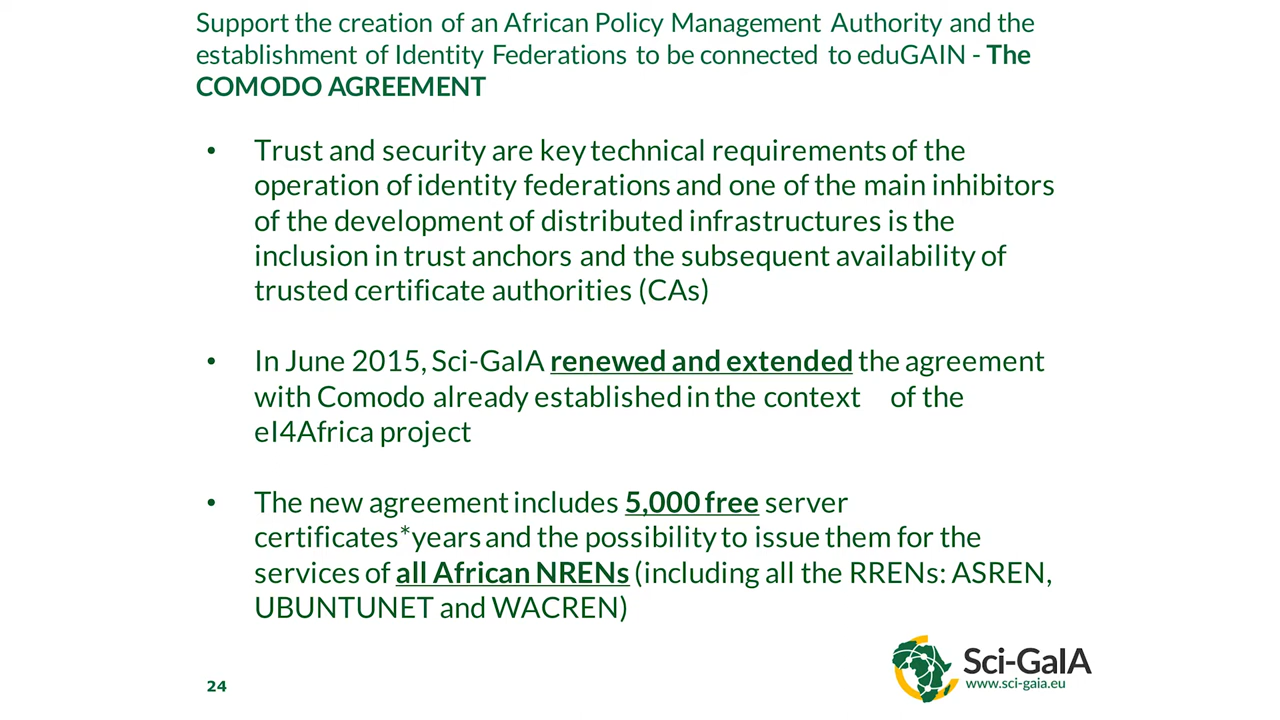 Support the creation of an African Policy Management Authority and the
establishment of Identity Federations to be connected to eduGAIN - The
COMODO AGREEMENT
• Trust and security are key technical requirements of the
operation of identity federations and one of the main inhibitors
of the development of distributed infrastructures is the
inclusion in trust anchors and the subsequent availability of
trusted certificate authorities (CAs)
• In June 2015, Sci-GaIA renewed and extended the agreement
with Comodo already established in the context of the
eI4Africa project
• The new agreement includes 5,000 free server
certificates*years and the possibility to issue them for the
services of all African NRENs (including all the RRENs: ASREN,
UBUNTUNET and WACREN)
Sci-GaIA
www.sci-gaia.eu
24